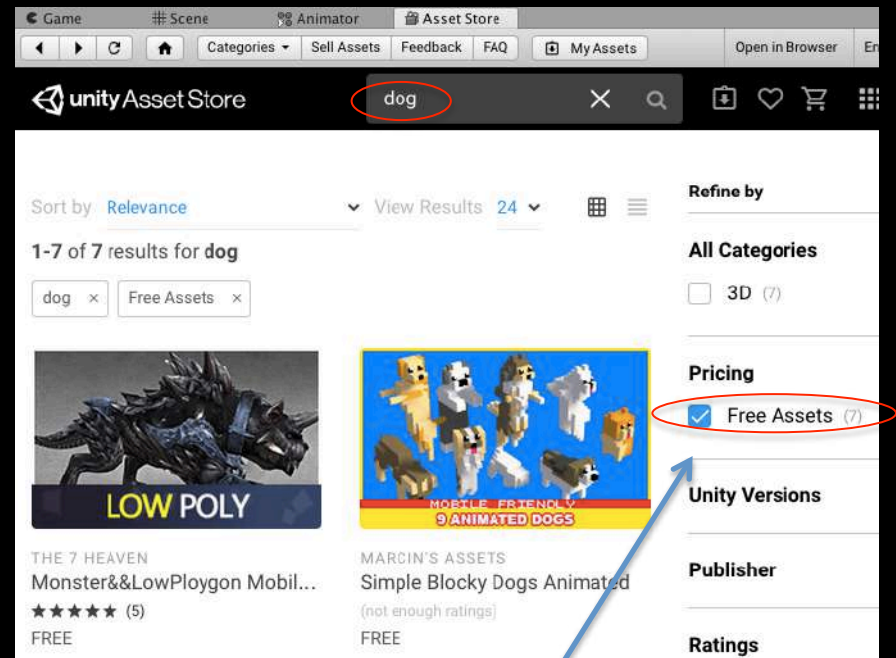 Game Scene Animator Asset Store
Categories Sell Assets Feedback FAQ My Assets Open in Browser En
unity Asset Store dog
Refine by
Sort by Relevance View Results 24
1-7 of 7 results for dog
All Categories
dog × Free Assets ×
3D (7)
Pricing
Free Assets (7)
LOW POLY
MOBILE FRIENDLY
9 ANIMATED DOGS
Unity Versions
THE 7 HEAVEN
Monster&&LowPloygon Mobil...
(5)
FREE
MARCIN'S ASSETS
Simple Blocky Dogs Animated
(not enough ratings)
FREE
Publisher
Ratings